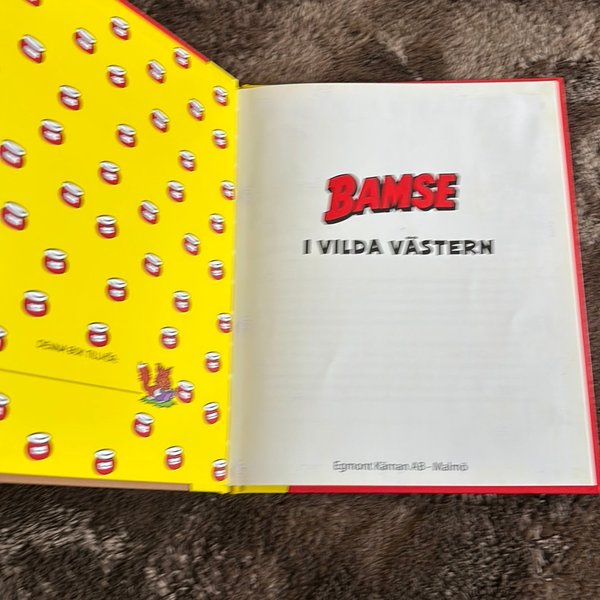 DENNA BOK TILLHÖR:
BAMSE
I VILDA VÄSTERN
Egmont Kärnan AB - Malmö